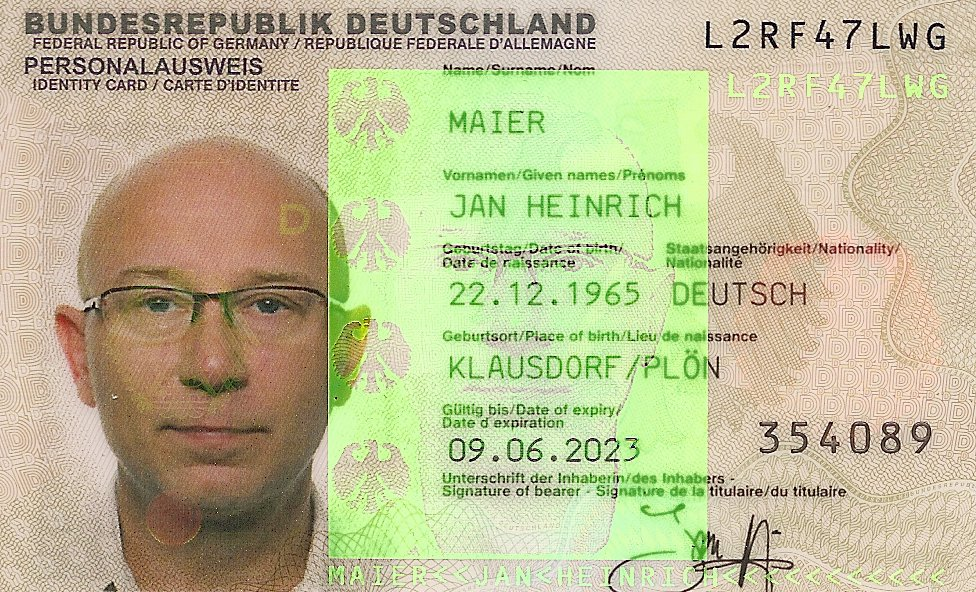 BUNDESREPUBLIK DEUTSCHLAND
FEDERAL REPUBLIC OF GERMANY / REPUBLIQUE FEDERALE D'ALLEMAGNE
PERSONALAUSWEIS
IDENTITY CARD / CARTE D'IDENTITE
L2RF47LWG
L2RF47LWG
Name/Surname/Nom
MAIER
Vornamen/Given names/Prénoms
JAN HEINRICH
Geburtstag/Date of birth/
Date de naissance
Staatsangehörigkeit/Nationality/
Nationalité
22.12.1965 DEUTSCH
Geburtsort/Place of birth/Lieu de naissance
KLAUSDORF/PLÖN
Gültig bis/Date of expiry/
Date d'expiration
09.06.2023
354089
Unterschrift der Inhaberin/des Inhabers -
Signature of bearer - Signature de la titulaire/du titulaire
MAIER<<JAN<HEINRICH<<<<<<<<<<<<